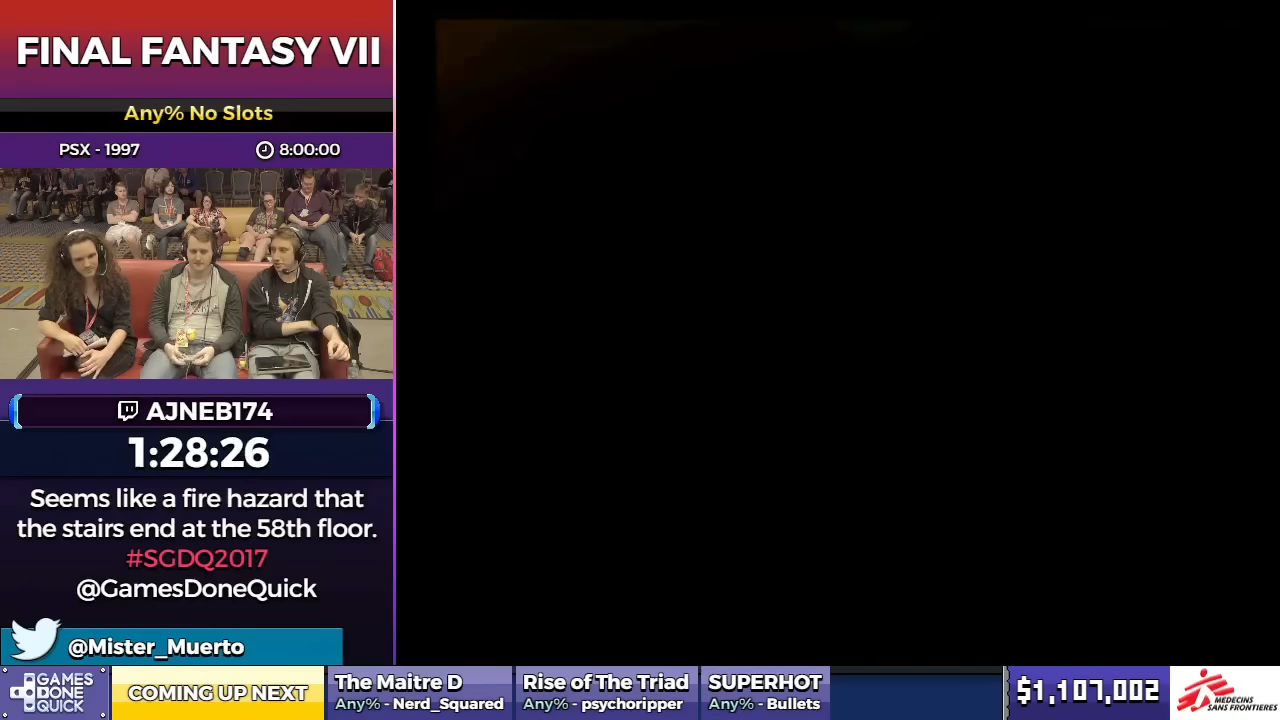 FINAL FANTASY VII
Any% No Slots
PSX - 1997
8:00:00
AJNEB174
1:28:26
Seems like a fire hazard that
the stairs end at the 58th floor.
#SGDQ2017
@GamesDoneQuick
@Mister_Muerto
GAMES
DONE
QUICK
COMING UP NEXT
The Maitre D
Any% - Nerd_Squared
Rise of The Triad
Any% - psychoripper
SUPERHOT
Any% - Bullets
$1,107,002
MEDECINS
SANS FRONTIERES